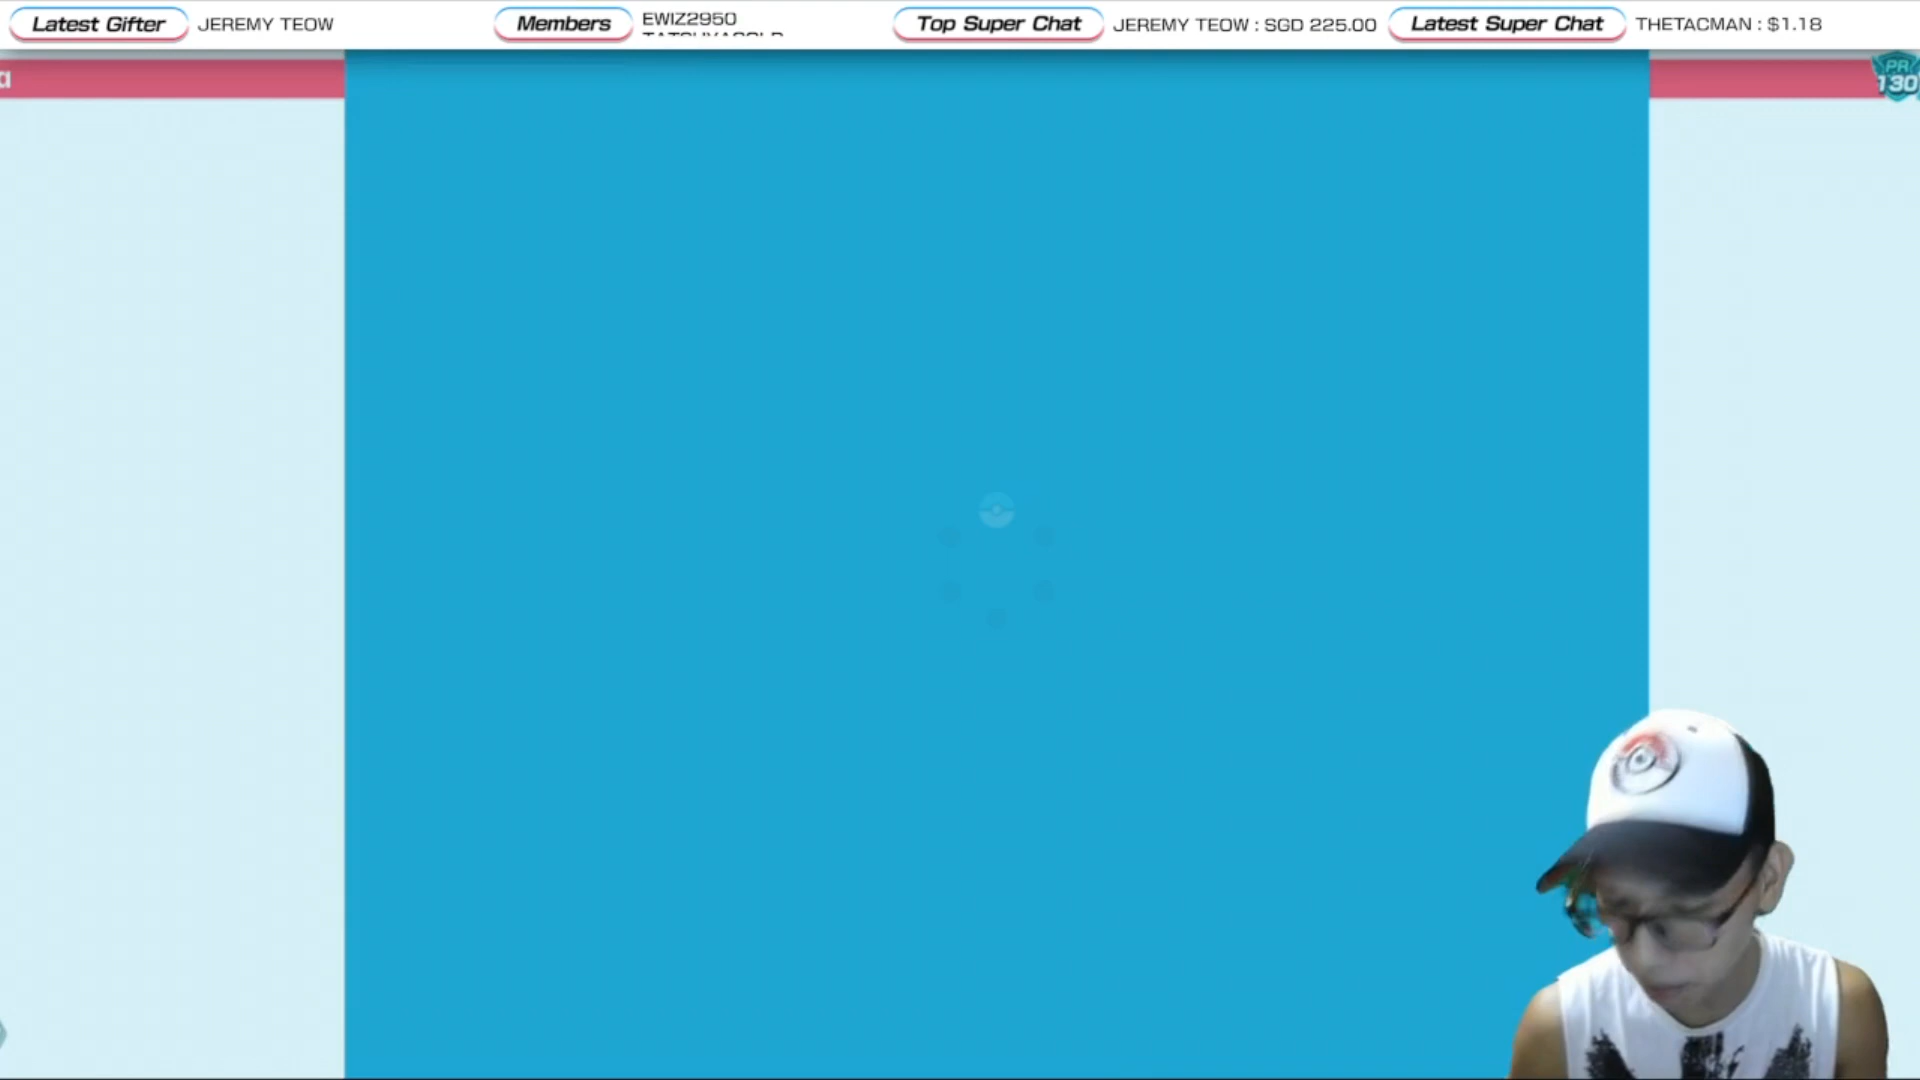 Latest Gifter JEREMY TEOW Members EWIZ2950 Top Super Chat JEREMY TEOW : SGD 225.00 Latest Super Chat THETACMAN : $1.18
a
PR
130